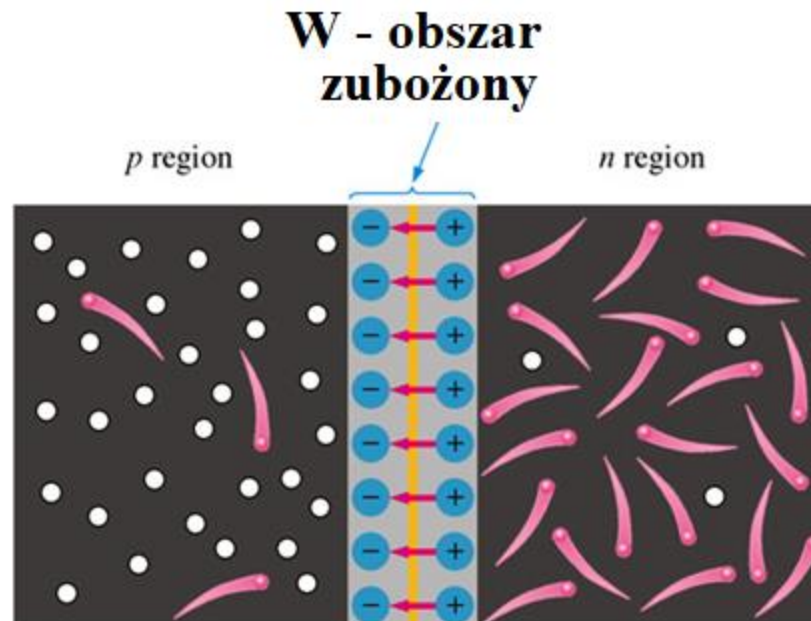 W - obszar
zubożony
p region
n region
− +
− +
− +
− +
− +
− +
− +
− +